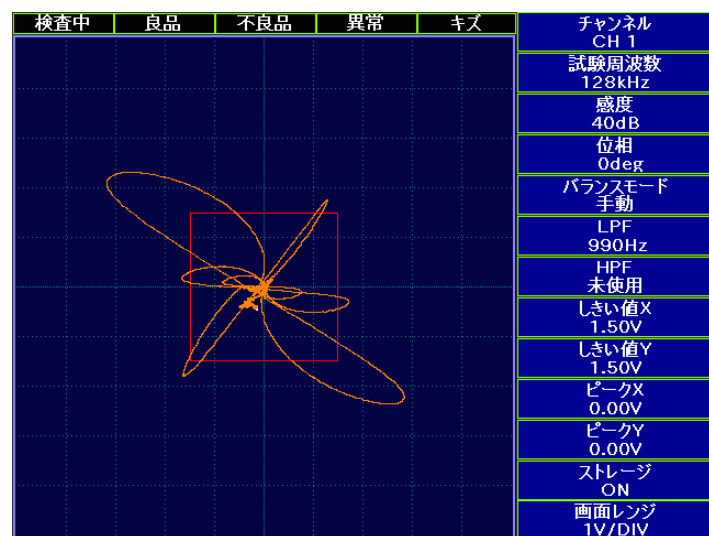 検査中 良品 不良品 異常 キズ
チャンネル
CH 1
試験周波数
128kHz
感度
40dB
位相
0deg
バランスモード
手動
LPF
990Hz
HPF
未使用
しきい値X
1.50V
しきい値Y
1.50V
ピークX
0.00V
ピークY
0.00V
ストレージ
ON
画面レンジ
1V/DIV